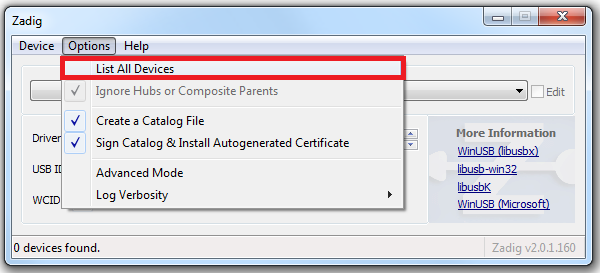 Zadig
Device Options Help
List All Devices
Ignore Hubs or Composite Parents
Edit
Create a Catalog File
Sign Catalog & Install Autogenerated Certificate
Advanced Mode
Log Verbosity
Driver
USB ID
WCID
More Information
WinUSB (libusbx)
libusb-win32
libusbK
WinUSB (Microsoft)
0 devices found.
Zadig v2.0.1.160